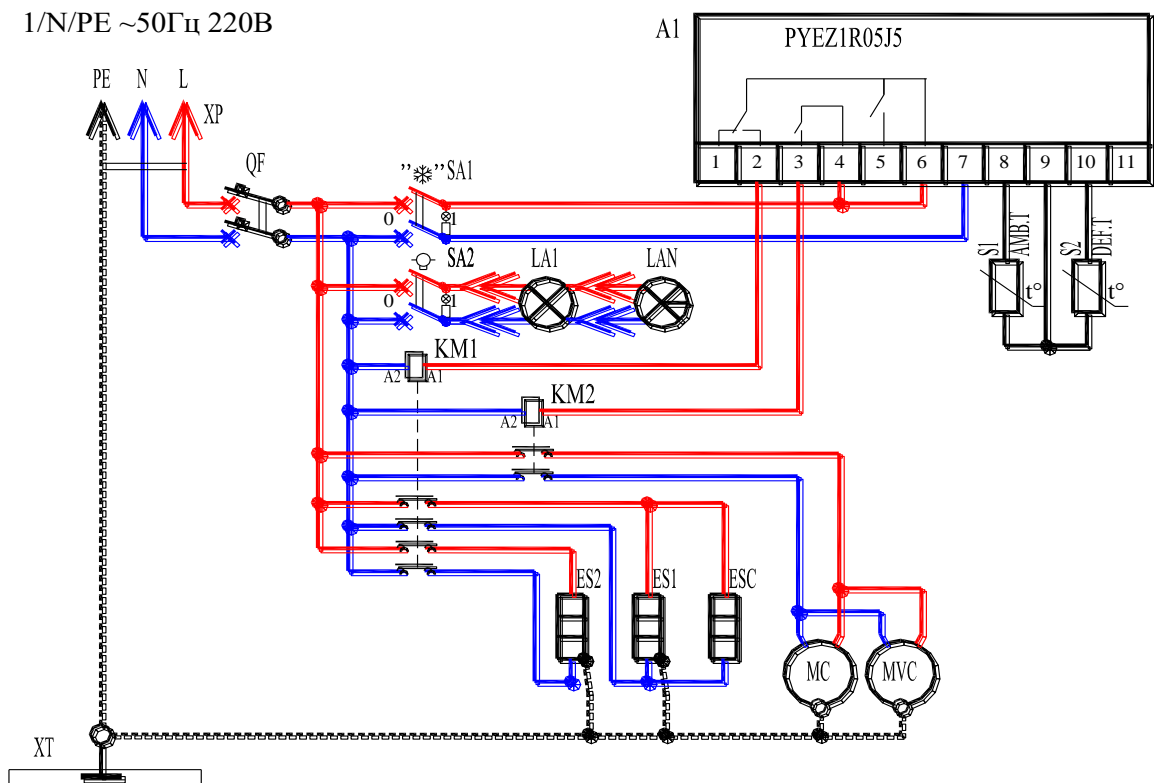 1/N/PE ~50Гц 220В
A1
PYEZ1R05J5
PE N L
XP
1 2 3 4 5 6 7 8 9 10 11
QF
"❄" SA1
0 1
S1
AMB.T
t°
S2
DEF.T
t°
SA2 LA1 LAN
0 1
KM1
A2 A1
KM2
A2 A1
ES2 ES1 ESC
MC MVC
XT